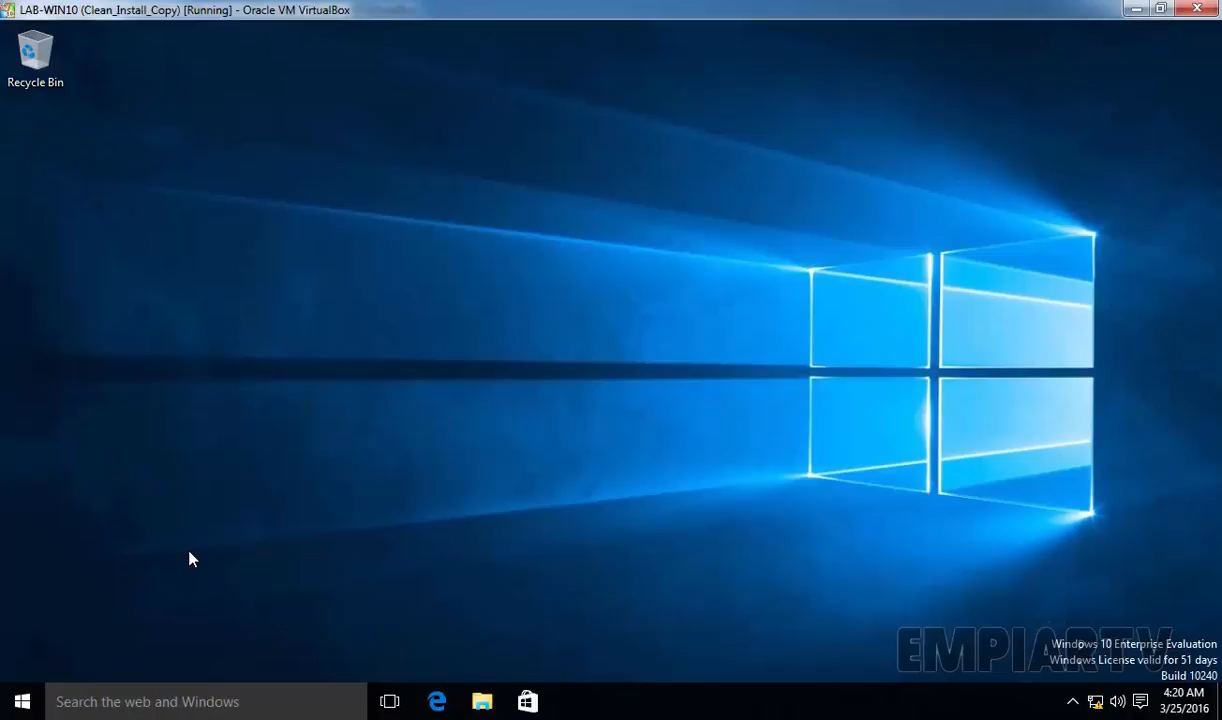 LAB-WIN10 (Clean_Install_Copy) [Running] - Oracle VM VirtualBox
Recycle Bin
EMPIARTV
Windows 10 Enterprise Evaluation
Windows License valid for 51 days
Build 10240
Search the web and Windows
4:20 AM
3/25/2016